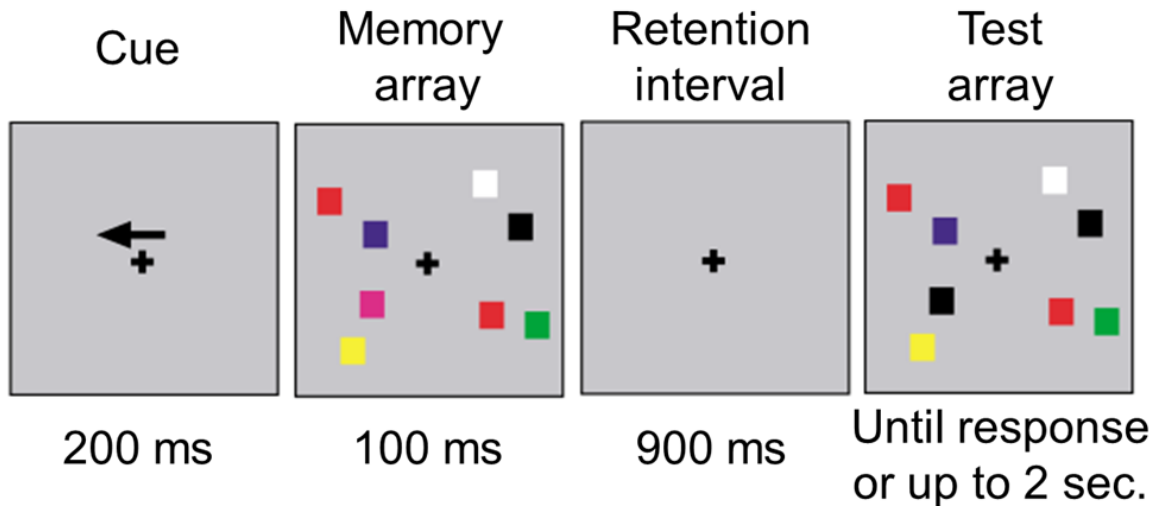 Cue
Memory
array
Retention
interval
Test
array
200 ms
100 ms
900 ms
Until response
or up to 2 sec.